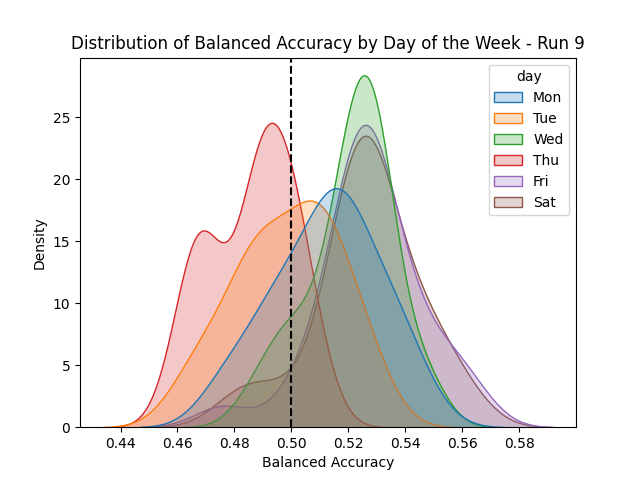 Distribution of Balanced Accuracy by Day of the Week - Run 9
day
Mon
Tue
Wed
Thu
Fri
Sat
Density
25
20
15
10
5
0
0.44 0.46 0.48 0.50 0.52 0.54 0.56 0.58
Balanced Accuracy